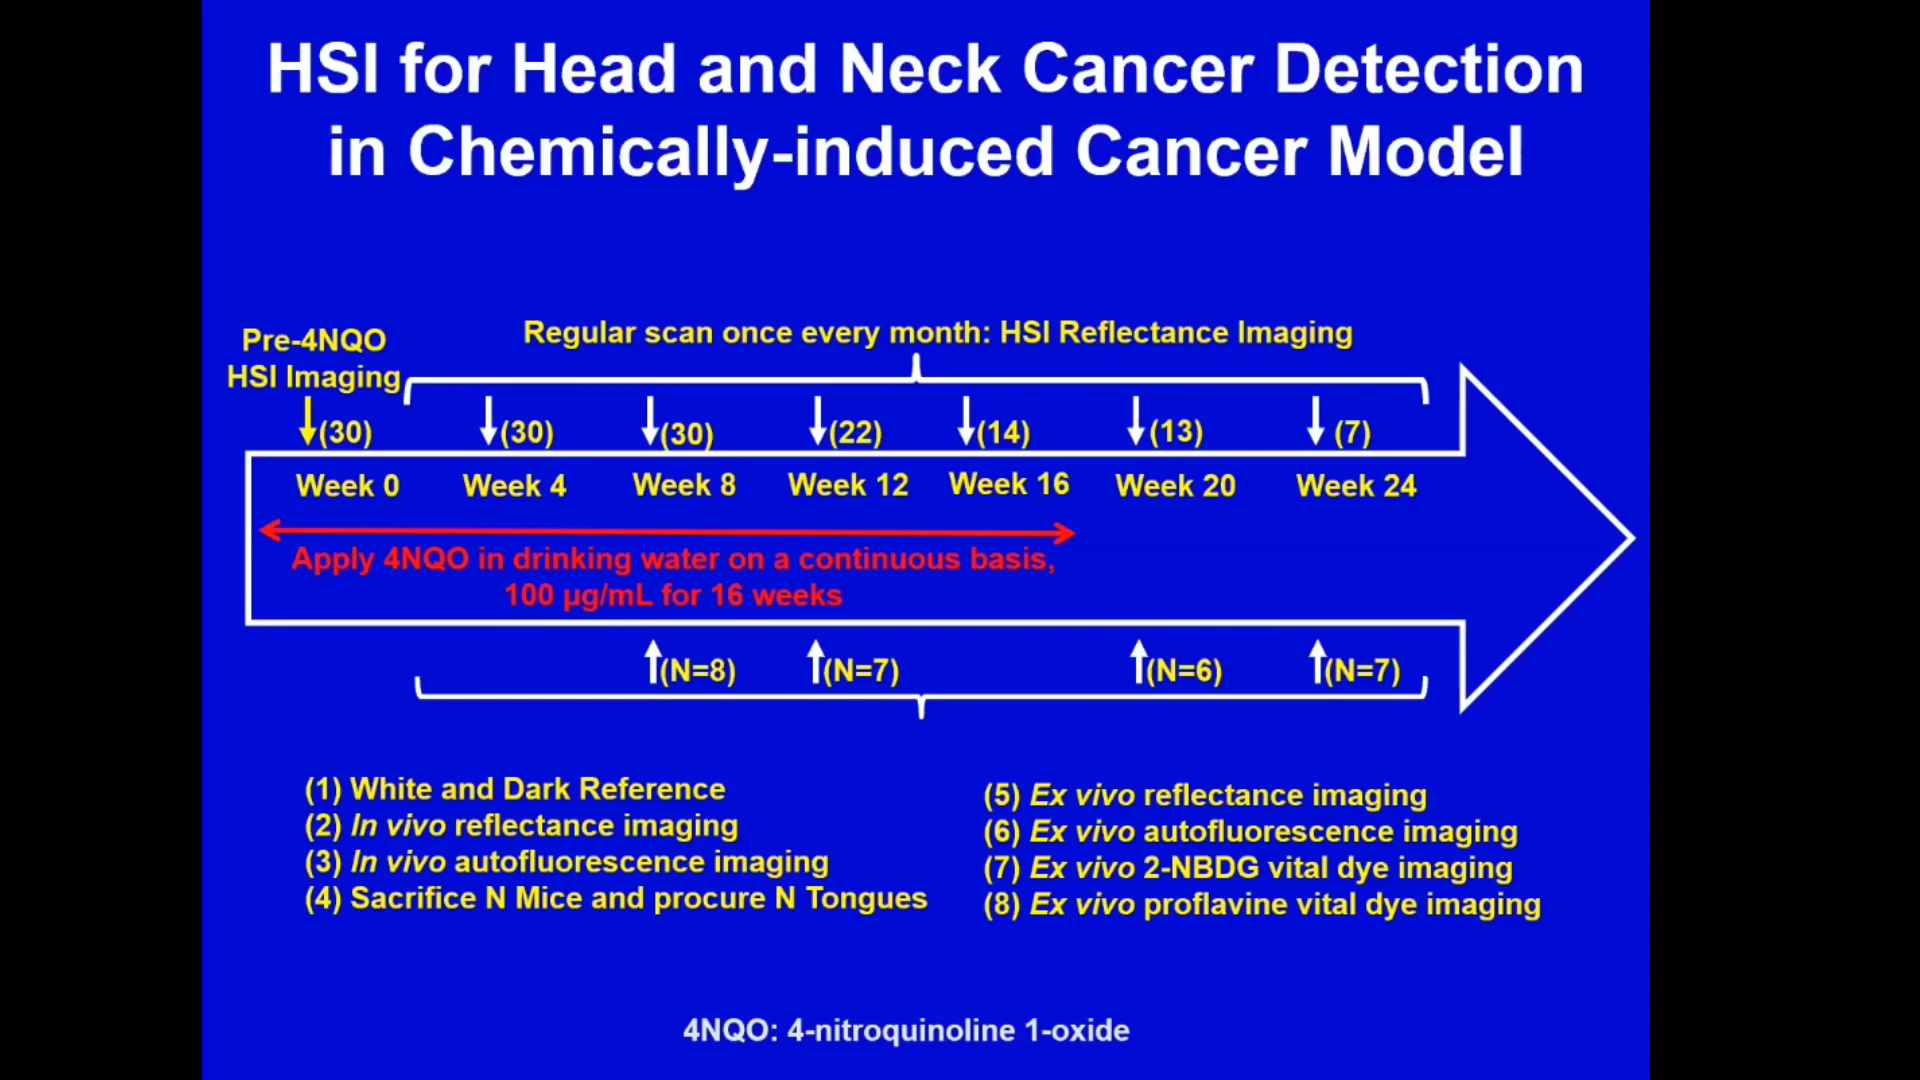 HSI for Head and Neck Cancer Detection
in Chemically-induced Cancer Model
Pre-4NQO
HSI Imaging
Regular scan once every month: HSI Reflectance Imaging
(30) (30) (30) (22) (14) (13) (7)
Week 0 Week 4 Week 8 Week 12 Week 16 Week 20 Week 24
Apply 4NQO in drinking water on a continuous basis,
100 µg/mL for 16 weeks
(N=8) (N=7) (N=6) (N=7)
(1) White and Dark Reference
(2) In vivo reflectance imaging
(3) In vivo autofluorescence imaging
(4) Sacrifice N Mice and procure N Tongues
(5) Ex vivo reflectance imaging
(6) Ex vivo autofluorescence imaging
(7) Ex vivo 2-NBDG vital dye imaging
(8) Ex vivo proflavine vital dye imaging
4NQO: 4-nitroquinoline 1-oxide